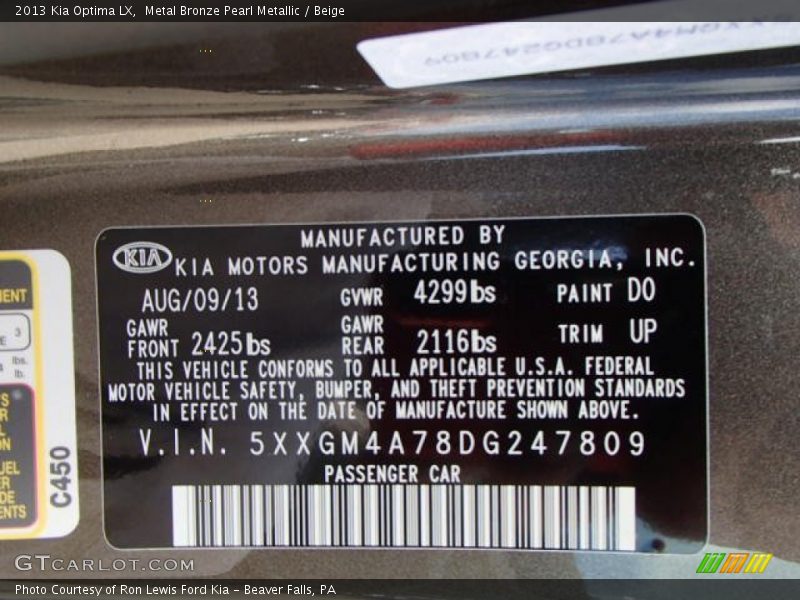 2013 Kia Optima LX,  Metal Bronze Pearl Metallic / Beige
MANUFACTURED BY
KIA KIA MOTORS MANUFACTURING GEORGIA, INC.
AUG/09/13 GVWR 4299lbs PAINT D0
GAWR FRONT 2425lbs GAWR REAR 2116lbs TRIM UP
THIS VEHICLE CONFORMS TO ALL APPLICABLE U.S.A. FEDERAL
MOTOR VEHICLE SAFETY, BUMPER, AND THEFT PREVENTION STANDARDS
IN EFFECT ON THE DATE OF MANUFACTURE SHOWN ABOVE.
V.I.N. 5XXGM4A78DG247809
PASSENGER CAR
C450
GTCARLOT.COM
Photo Courtesy of Ron Lewis Ford Kia - Beaver Falls, PA